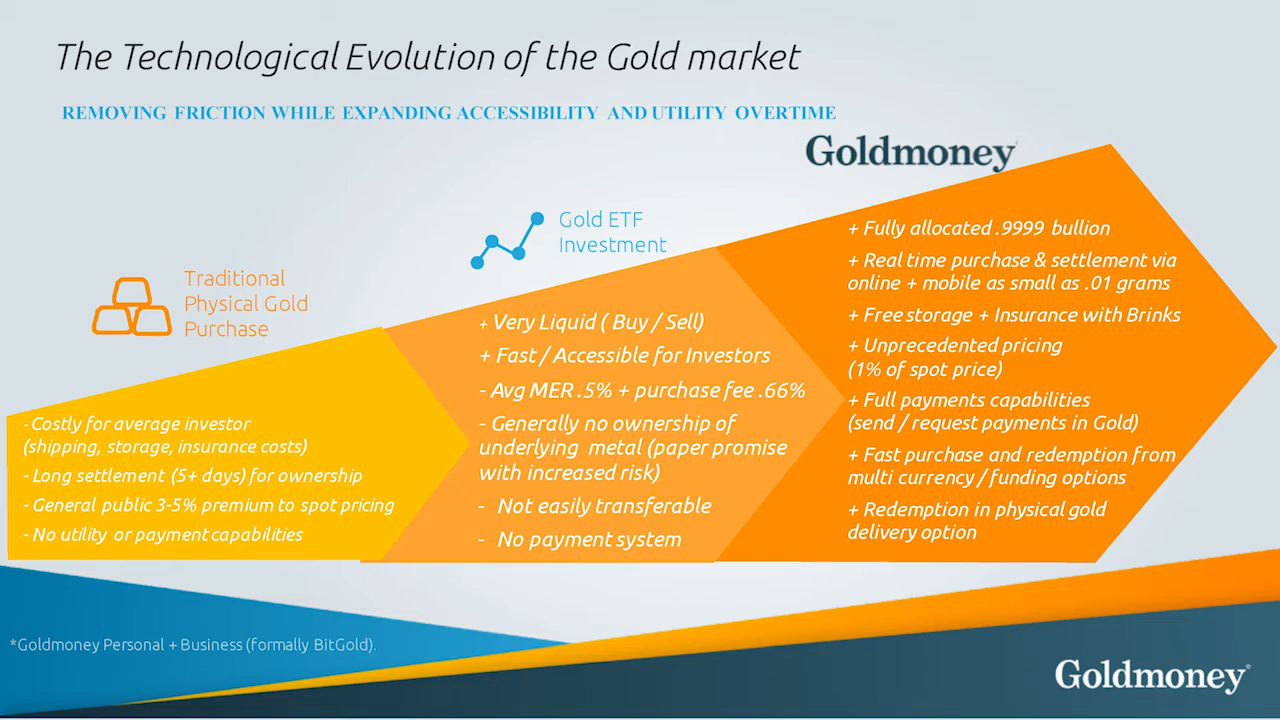 The Technological Evolution of the Gold market
REMOVING FRICTION WHILE EXPANDING ACCESSIBILITY AND UTILITY OVERTIME
Goldmoney
Traditional
Physical Gold
Purchase
- Costly for average investor
(shipping, storage, insurance costs)
- Long settlement (5+ days) for ownership
- General public 3-5% premium to spot pricing
- No utility or payment capabilities
Gold ETF
Investment
+ Very Liquid ( Buy / Sell)
+ Fast / Accessible for Investors
- Avg MER .5% + purchase fee .66%
- Generally no ownership of
underlying metal (paper promise
with increased risk)
- Not easily transferable
- No payment system
+ Fully allocated .9999 bullion
+ Real time purchase & settlement via
online + mobile as small as .01 grams
+ Free storage + Insurance with Brinks
+ Unprecedented pricing
(1% of spot price)
+ Full payments capabilities
(send / request payments in Gold)
+ Fast purchase and redemption from
multi currency / funding options
+ Redemption in physical gold
delivery option
*Goldmoney Personal + Business (formally BitGold).
Goldmoney®